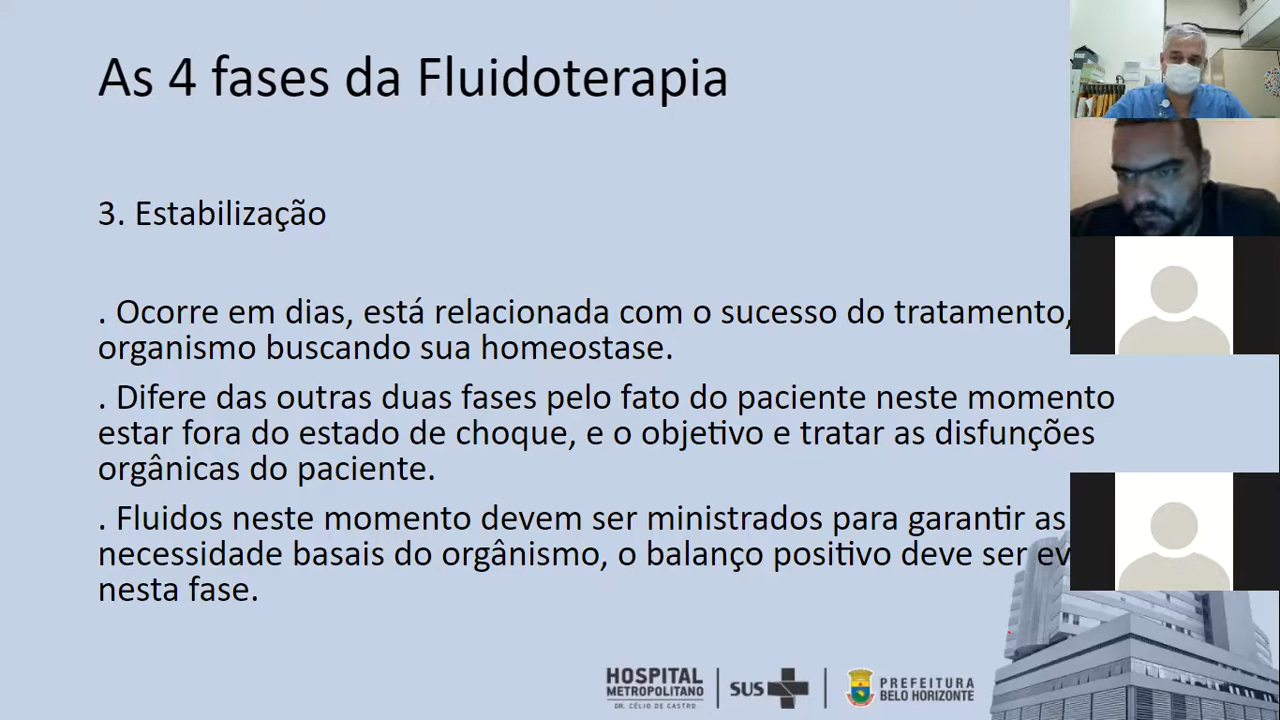 As 4 fases da Fluidoterapia
3. Estabilização
. Ocorre em dias, está relacionada com o sucesso do tratamento,
organismo buscando sua homeostase.
. Difere das outras duas fases pelo fato do paciente neste momento
estar fora do estado de choque, e o objetivo e tratar as disfunções
orgânicas do paciente.
. Fluidos neste momento devem ser ministrados para garantir as
necessidade basais do orgânismo, o balanço positivo deve ser
nesta fase.
HOSPITAL
METROPOLITANO
DR. CÉLIO DE CASTRO
SUS
PREFEITURA
BELO HORIZONTE